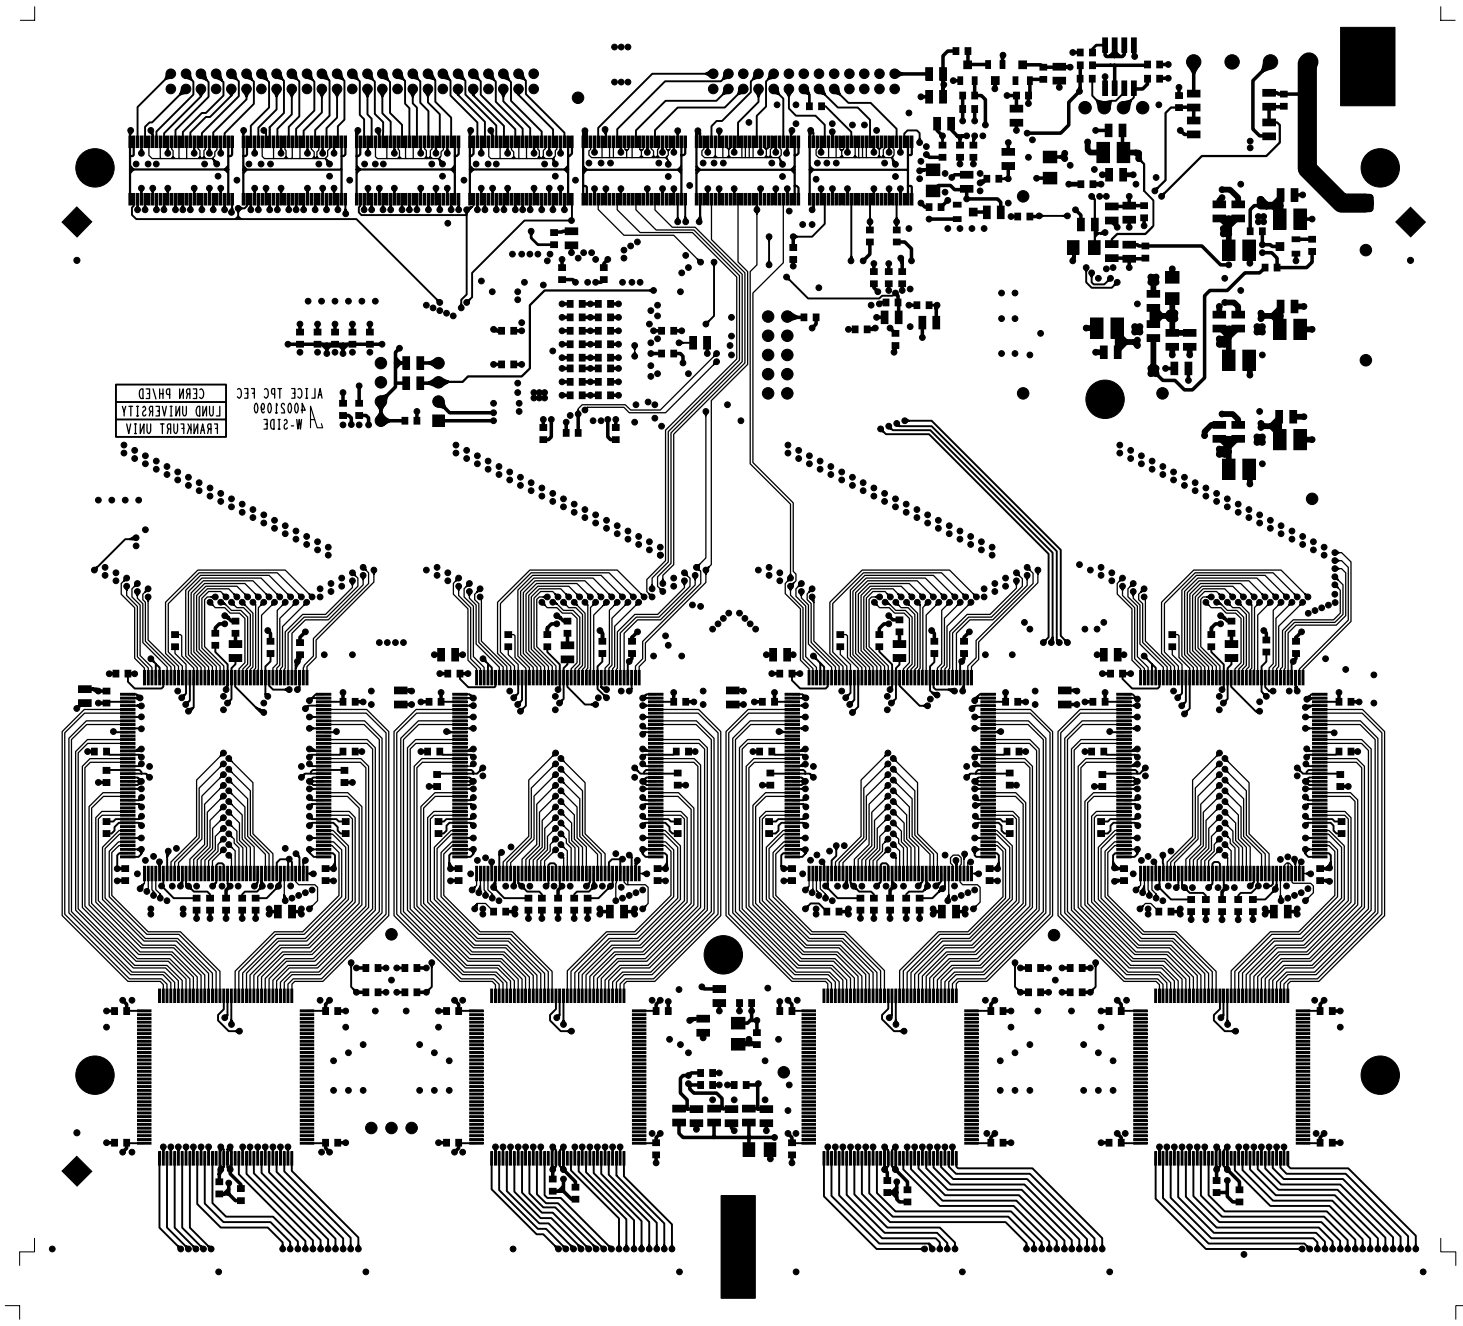 CERN PH/ED
LUND UNIVERSITY
FRANKFURT UNIV
ALICE TPC FEC
40021090
W-SIDE